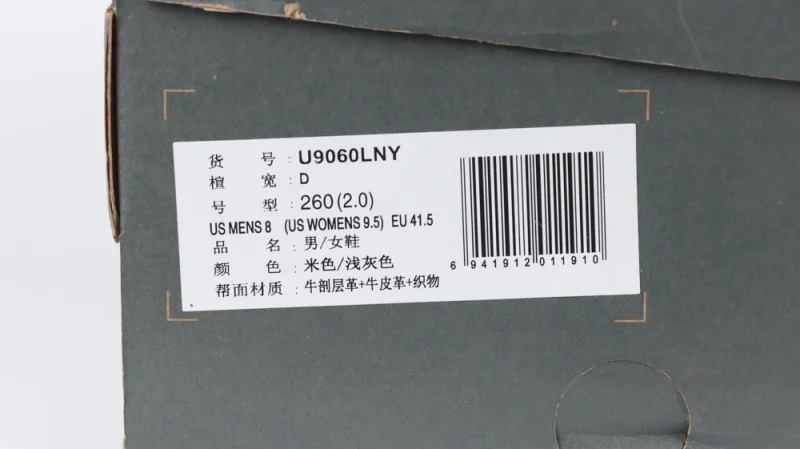 货 号 : U9060LNY
楦 宽 : D
号 型 : 260(2.0)
US MENS 8 (US WOMENS 9.5) EU 41.5
品 名 : 男/女鞋
颜 色 : 米色/浅灰色
帮面材质 : 牛剖层革+牛皮革+织物
6 941912 011910